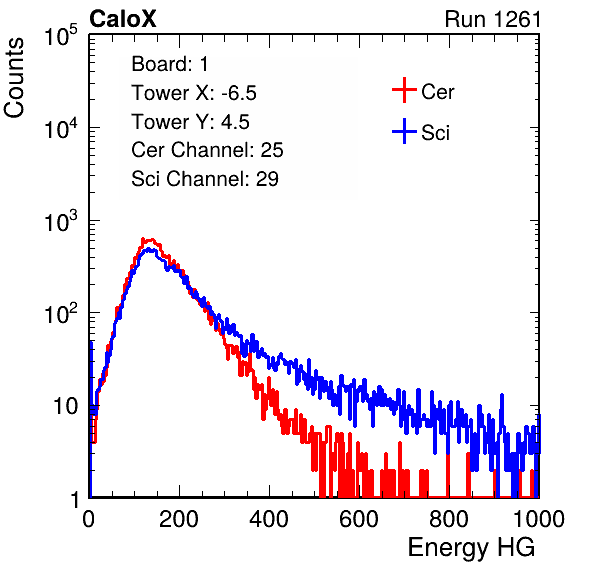 CaloX Run 1261
Counts
10^5
10^4
10^3
10^2
10
1
Board: 1
Tower X: -6.5
Tower Y: 4.5
Cer Channel: 25
Sci Channel: 29
Cer
Sci
0 200 400 600 800 1000
Energy HG